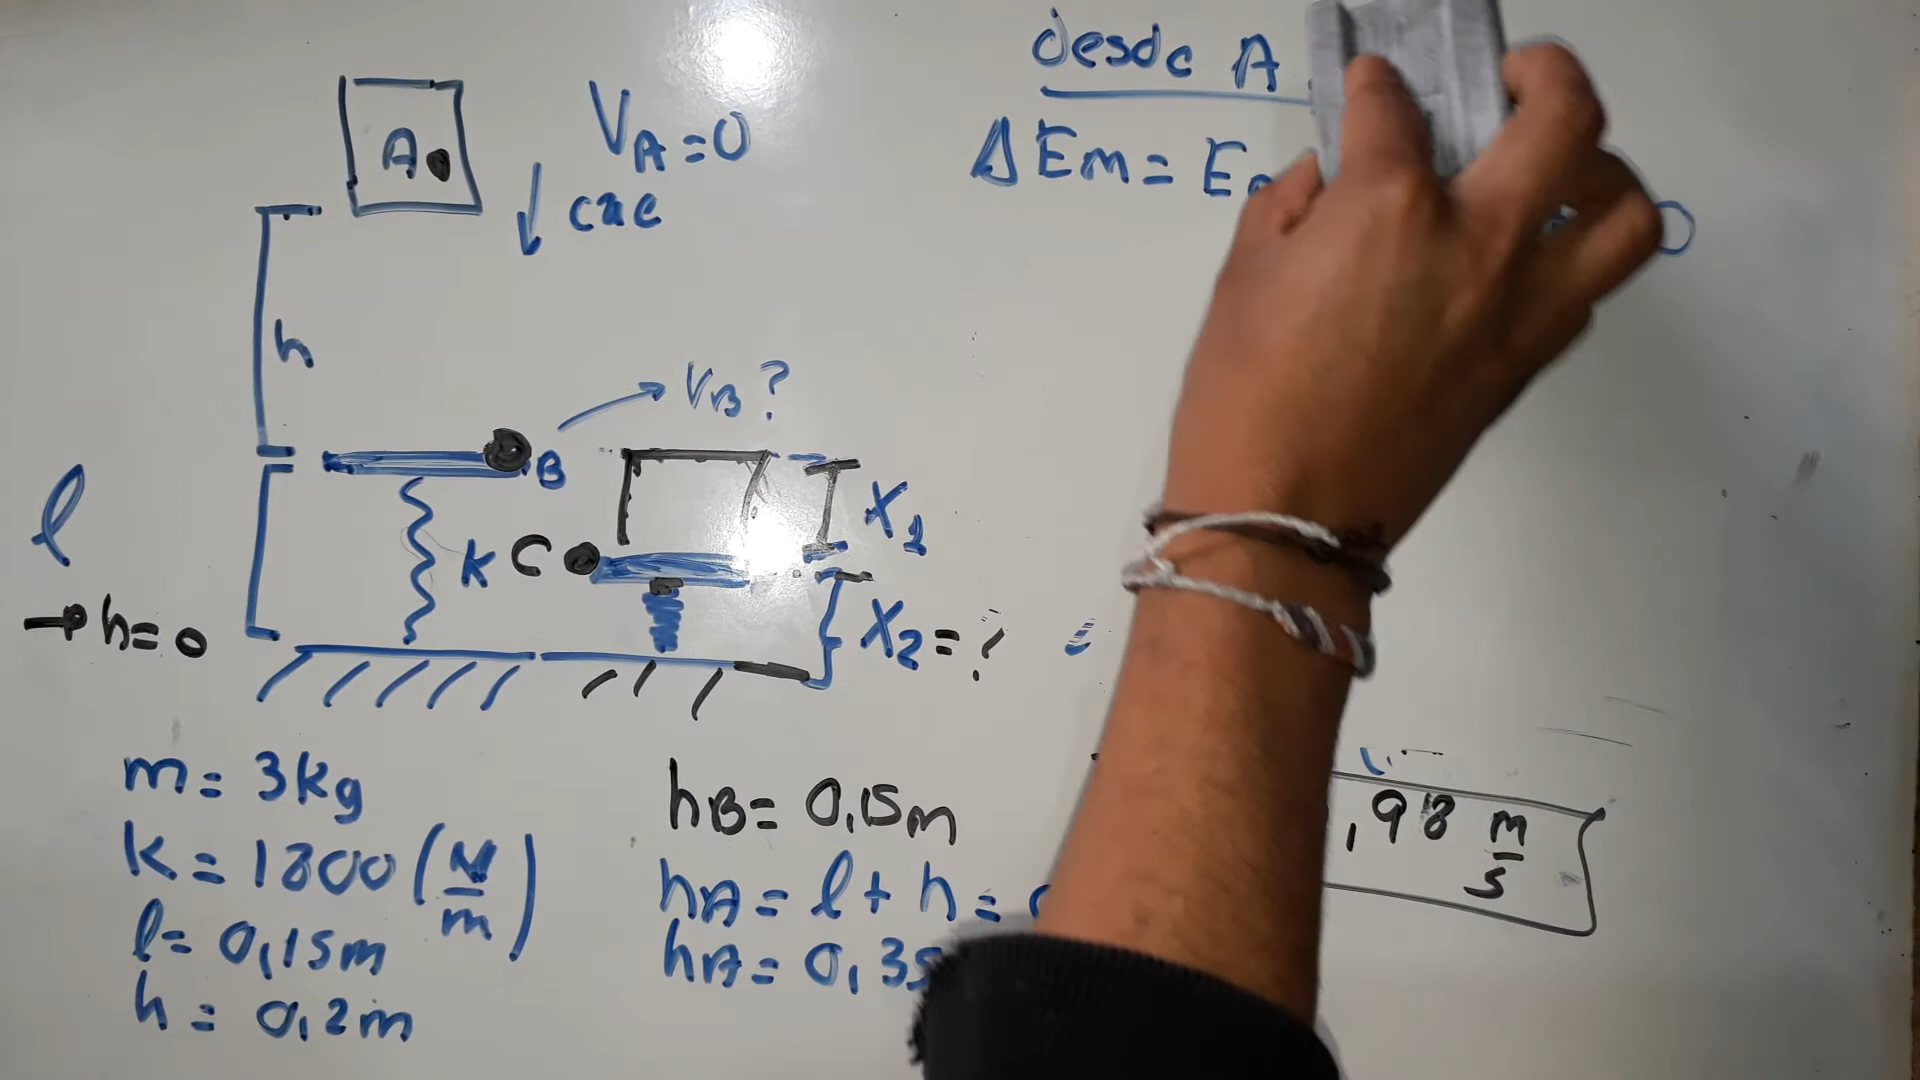 desde A
ΔEm = E
A
V_A = 0
cae
h
V_B?
B
l
K
C
X_1
→ h = 0
X_2 = ?
m = 3kg
K = 1800 (N/m)
l = 0,15m
h = 0,2m
h_B = 0,15m
h_A = l + h =
h_A = 0,35
,98 m/s